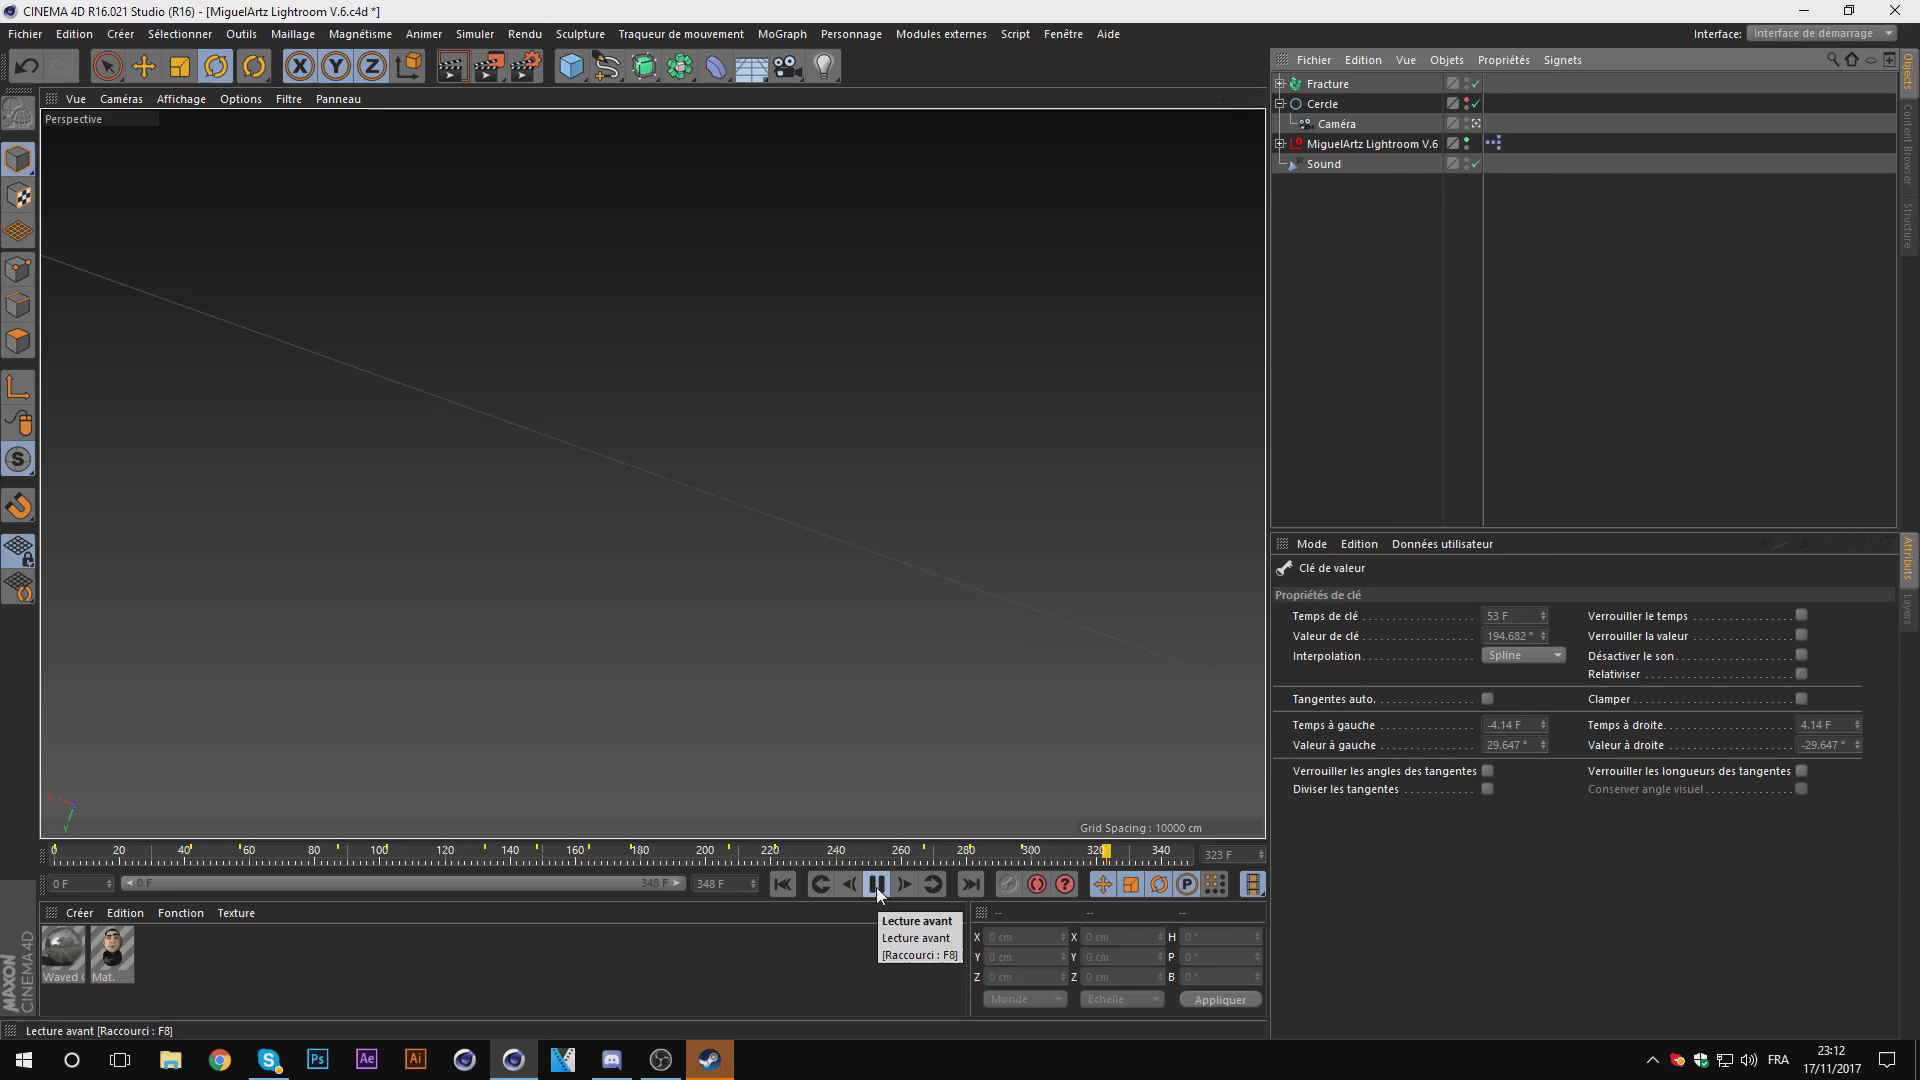 CINEMA 4D R16.021 Studio (R16) - [MiguelArtz Lightroom V.6.c4d *]
Fichier Edition Créer Sélectionner Outils Maillage Magnétisme Animer Simuler Rendu Sculpture Traqueur de mouvement MoGraph Personnage Modules externes Script Fenêtre Aide Interface: Interface de démarrage
X Y Z
Fichier Edition Vue Objets Propriétés Signets
Vue Caméras Affichage Options Filtre Panneau
Perspective
Fracture
Cercle
Caméra
MiguelArtz Lightroom V.6
Sound
Objects
Content Browser
Structure
Mode Edition Données utilisateur
Clé de valeur
Propriétés de clé
Temps de clé 53 F Verrouiller le temps
Valeur de clé 194.682 ° Verrouiller la valeur
Interpolation Spline Désactiver le son
Relativiser
Tangentes auto. Clamper
Temps à gauche -4.14 F Temps à droite 4.14 F
Valeur à gauche 29.647 ° Valeur à droite -29.647 °
Verrouiller les angles des tangentes Verrouiller les longueurs des tangentes
Diviser les tangentes Conserver angle visuel
Attributs
Layers
X
Y
Grid Spacing : 10000 cm
0 20 40 60 80 100 120 140 160 180 200 220 240 260 280 300 320 340 323 F
0 F 0 F 348 F 348 F
Créer Edition Fonction Texture
-- -- --
Lecture avant
Lecture avant
[Raccourci : F8]
X 0 cm X 0 cm H 0 °
Y 0 cm Y 0 cm P 0 °
Z 0 cm Z 0 cm B 0 °
Monde Echelle Appliquer
Waved Mat.
MAXON
CINEMA 4D
Lecture avant [Raccourci : F8]
Ps Ae Ai
FRA
23:12
17/11/2017